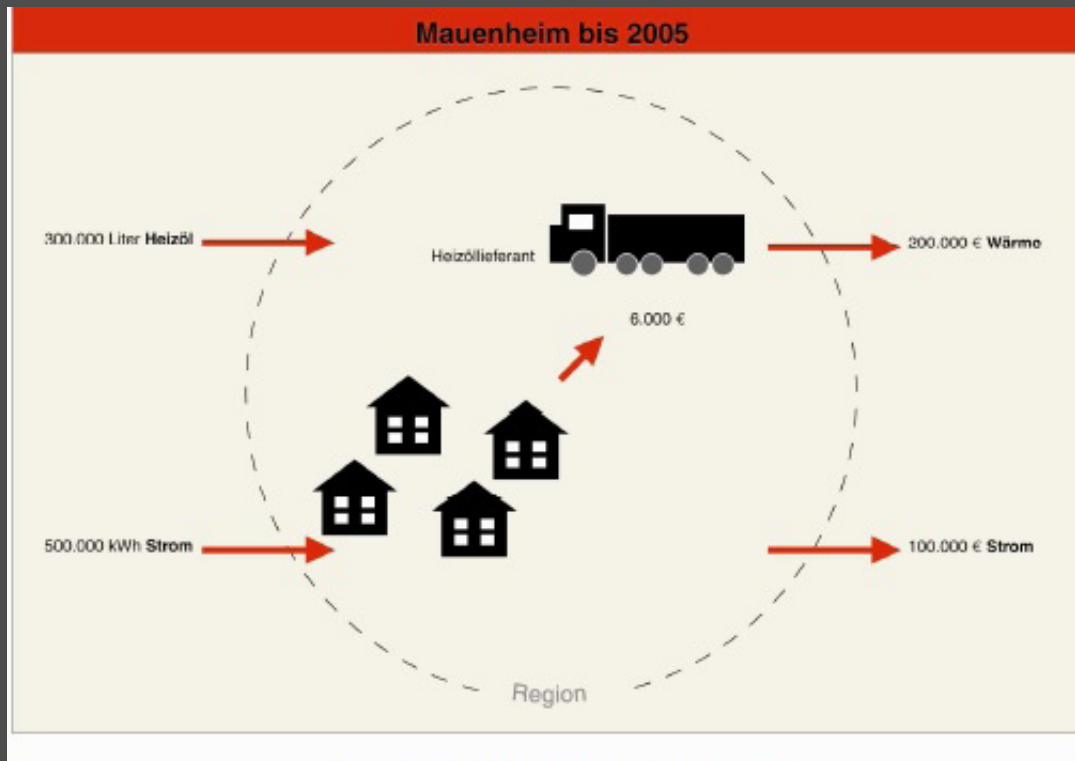 Mauenheim bis 2005
300.000 Liter Heizöl
Heizöllieferant
200.000 € Wärme
6.000 €
500.000 kWh Strom
100.000 € Strom
Region